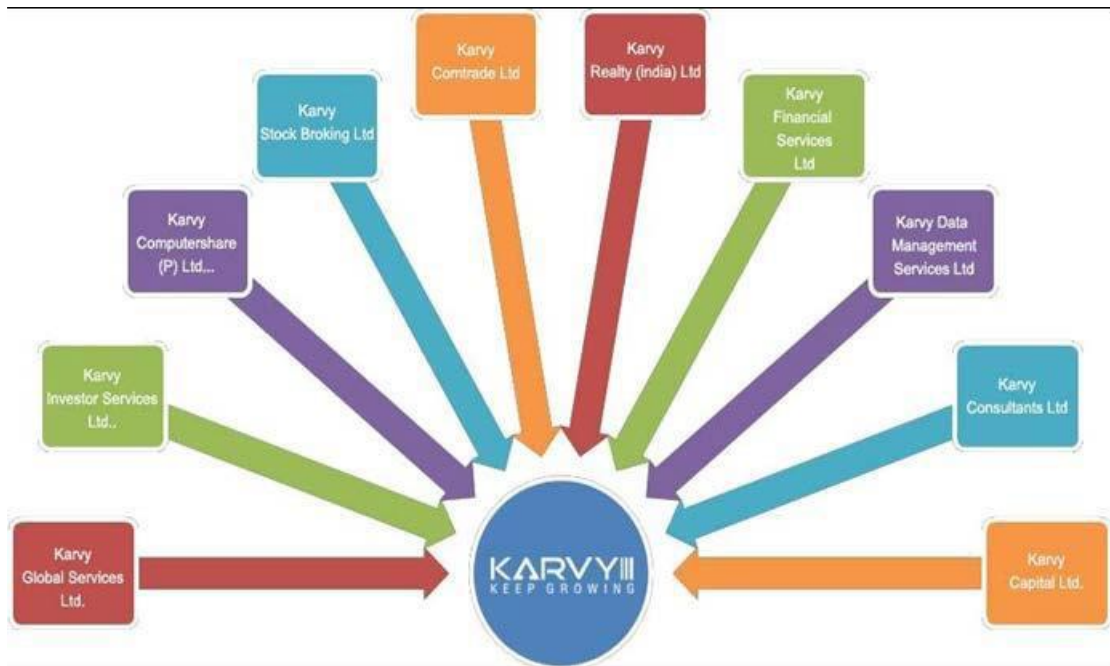 Karvy
Comtrade Ltd
Karvy
Realty (india) Ltd
Karvy
Stock Broking Ltd
Karvy
Financial
Services
Ltd
Karvy
Computershare
(P) Ltd...
Karvy Data
Management
Services Ltd
Karvy
Investor Services
Ltd..
Karvy
Consultants Ltd
Karvy
Global Services
Ltd.
Karvy
Capital Ltd.
KARVY
KEEP GROWING